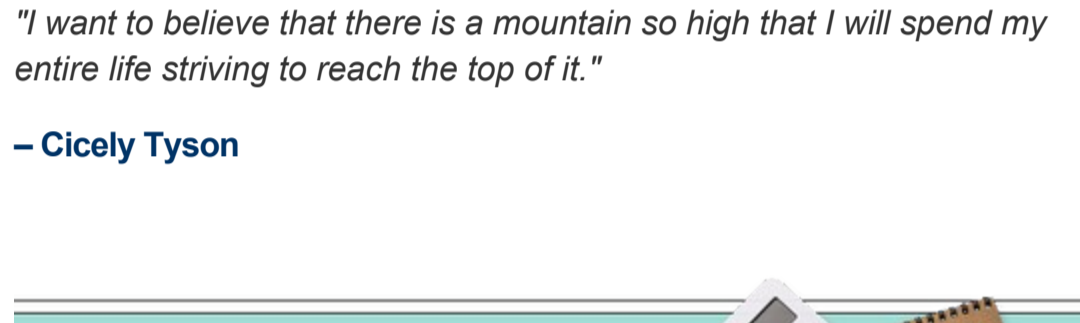 "I want to believe that there is a mountain so high that I will spend my
entire life striving to reach the top of it."
– Cicely Tyson